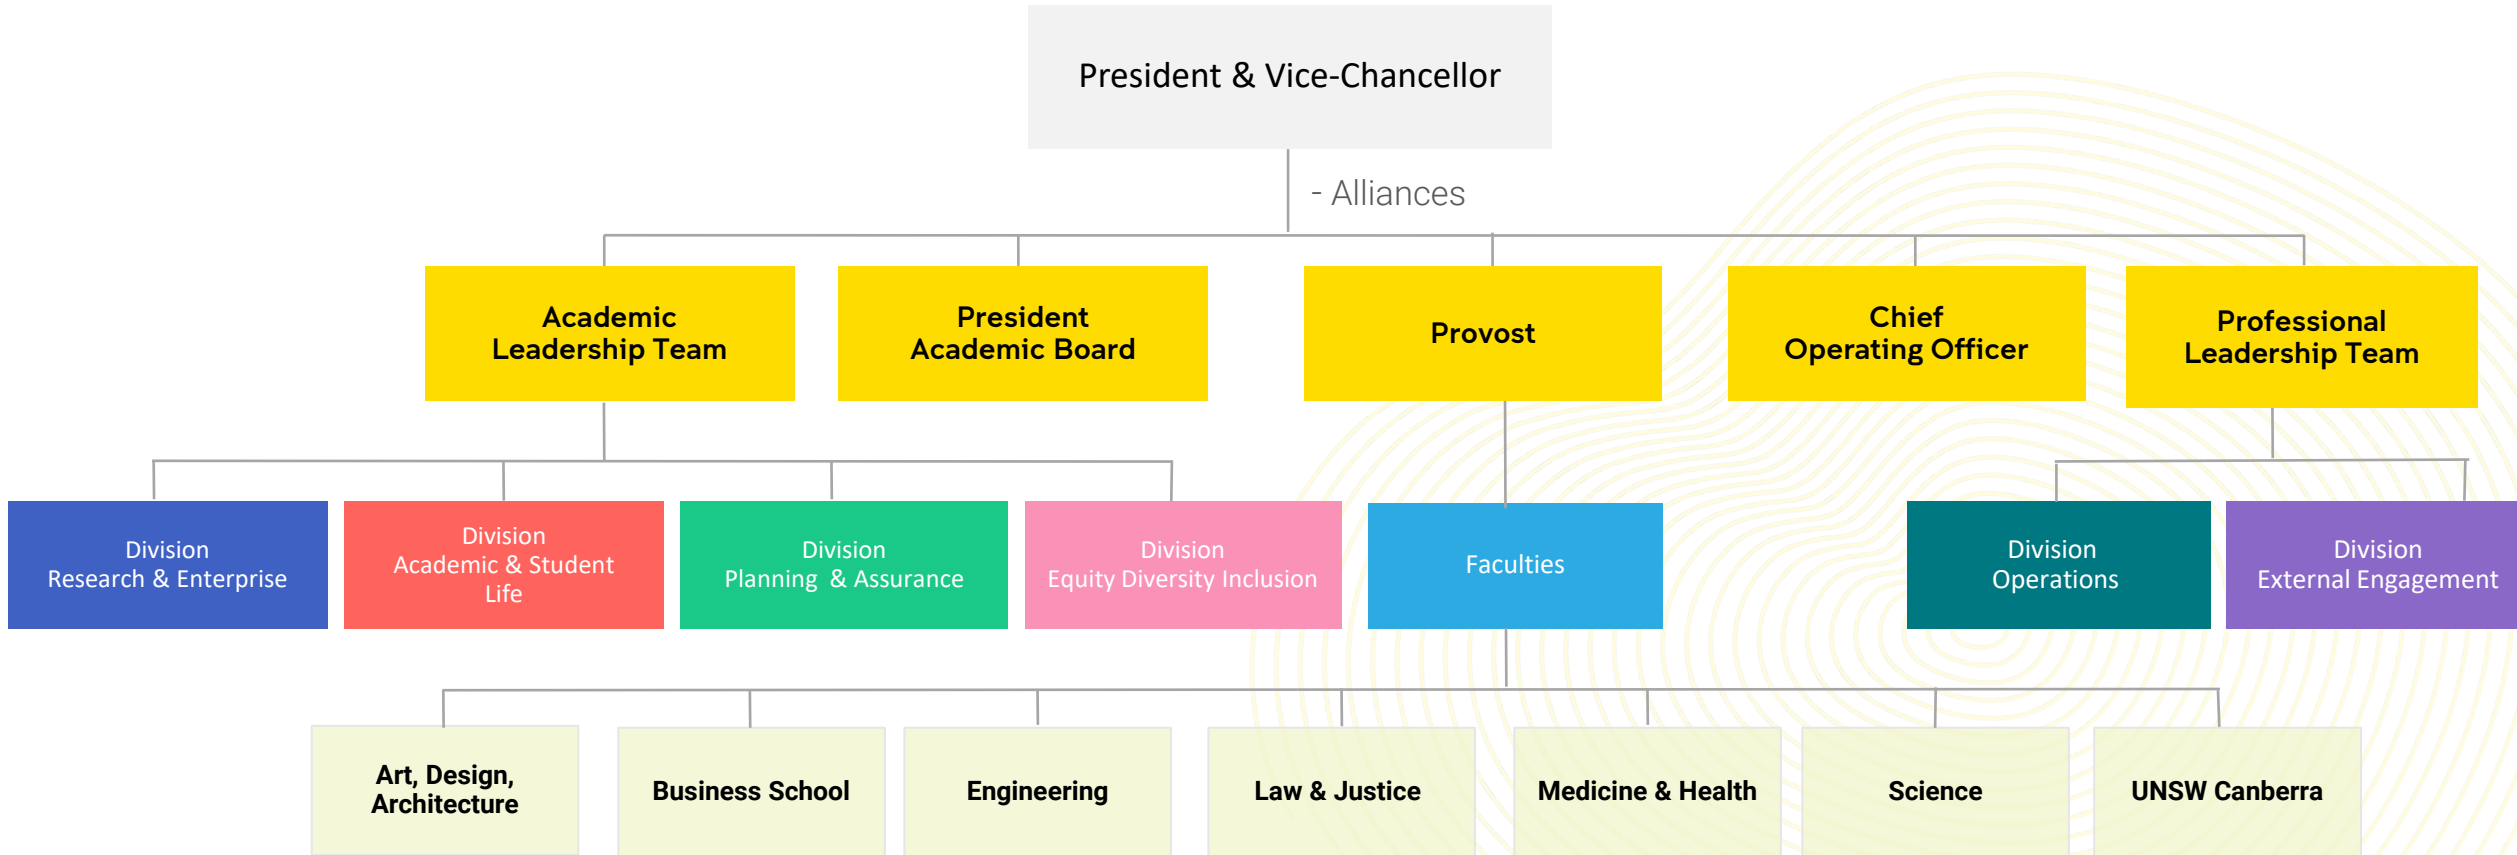 President & Vice-Chancellor
- Alliances
Academic
Leadership Team
President
Academic Board
Provost
Chief
Operating Officer
Professional
Leadership Team
Division
Research & Enterprise
Division
Academic & Student
Life
Division
Planning & Assurance
Division
Equity Diversity Inclusion
Faculties
Division
Operations
Division
External Engagement
Art, Design,
Architecture
Business School
Engineering
Law & Justice
Medicine & Health
Science
UNSW Canberra